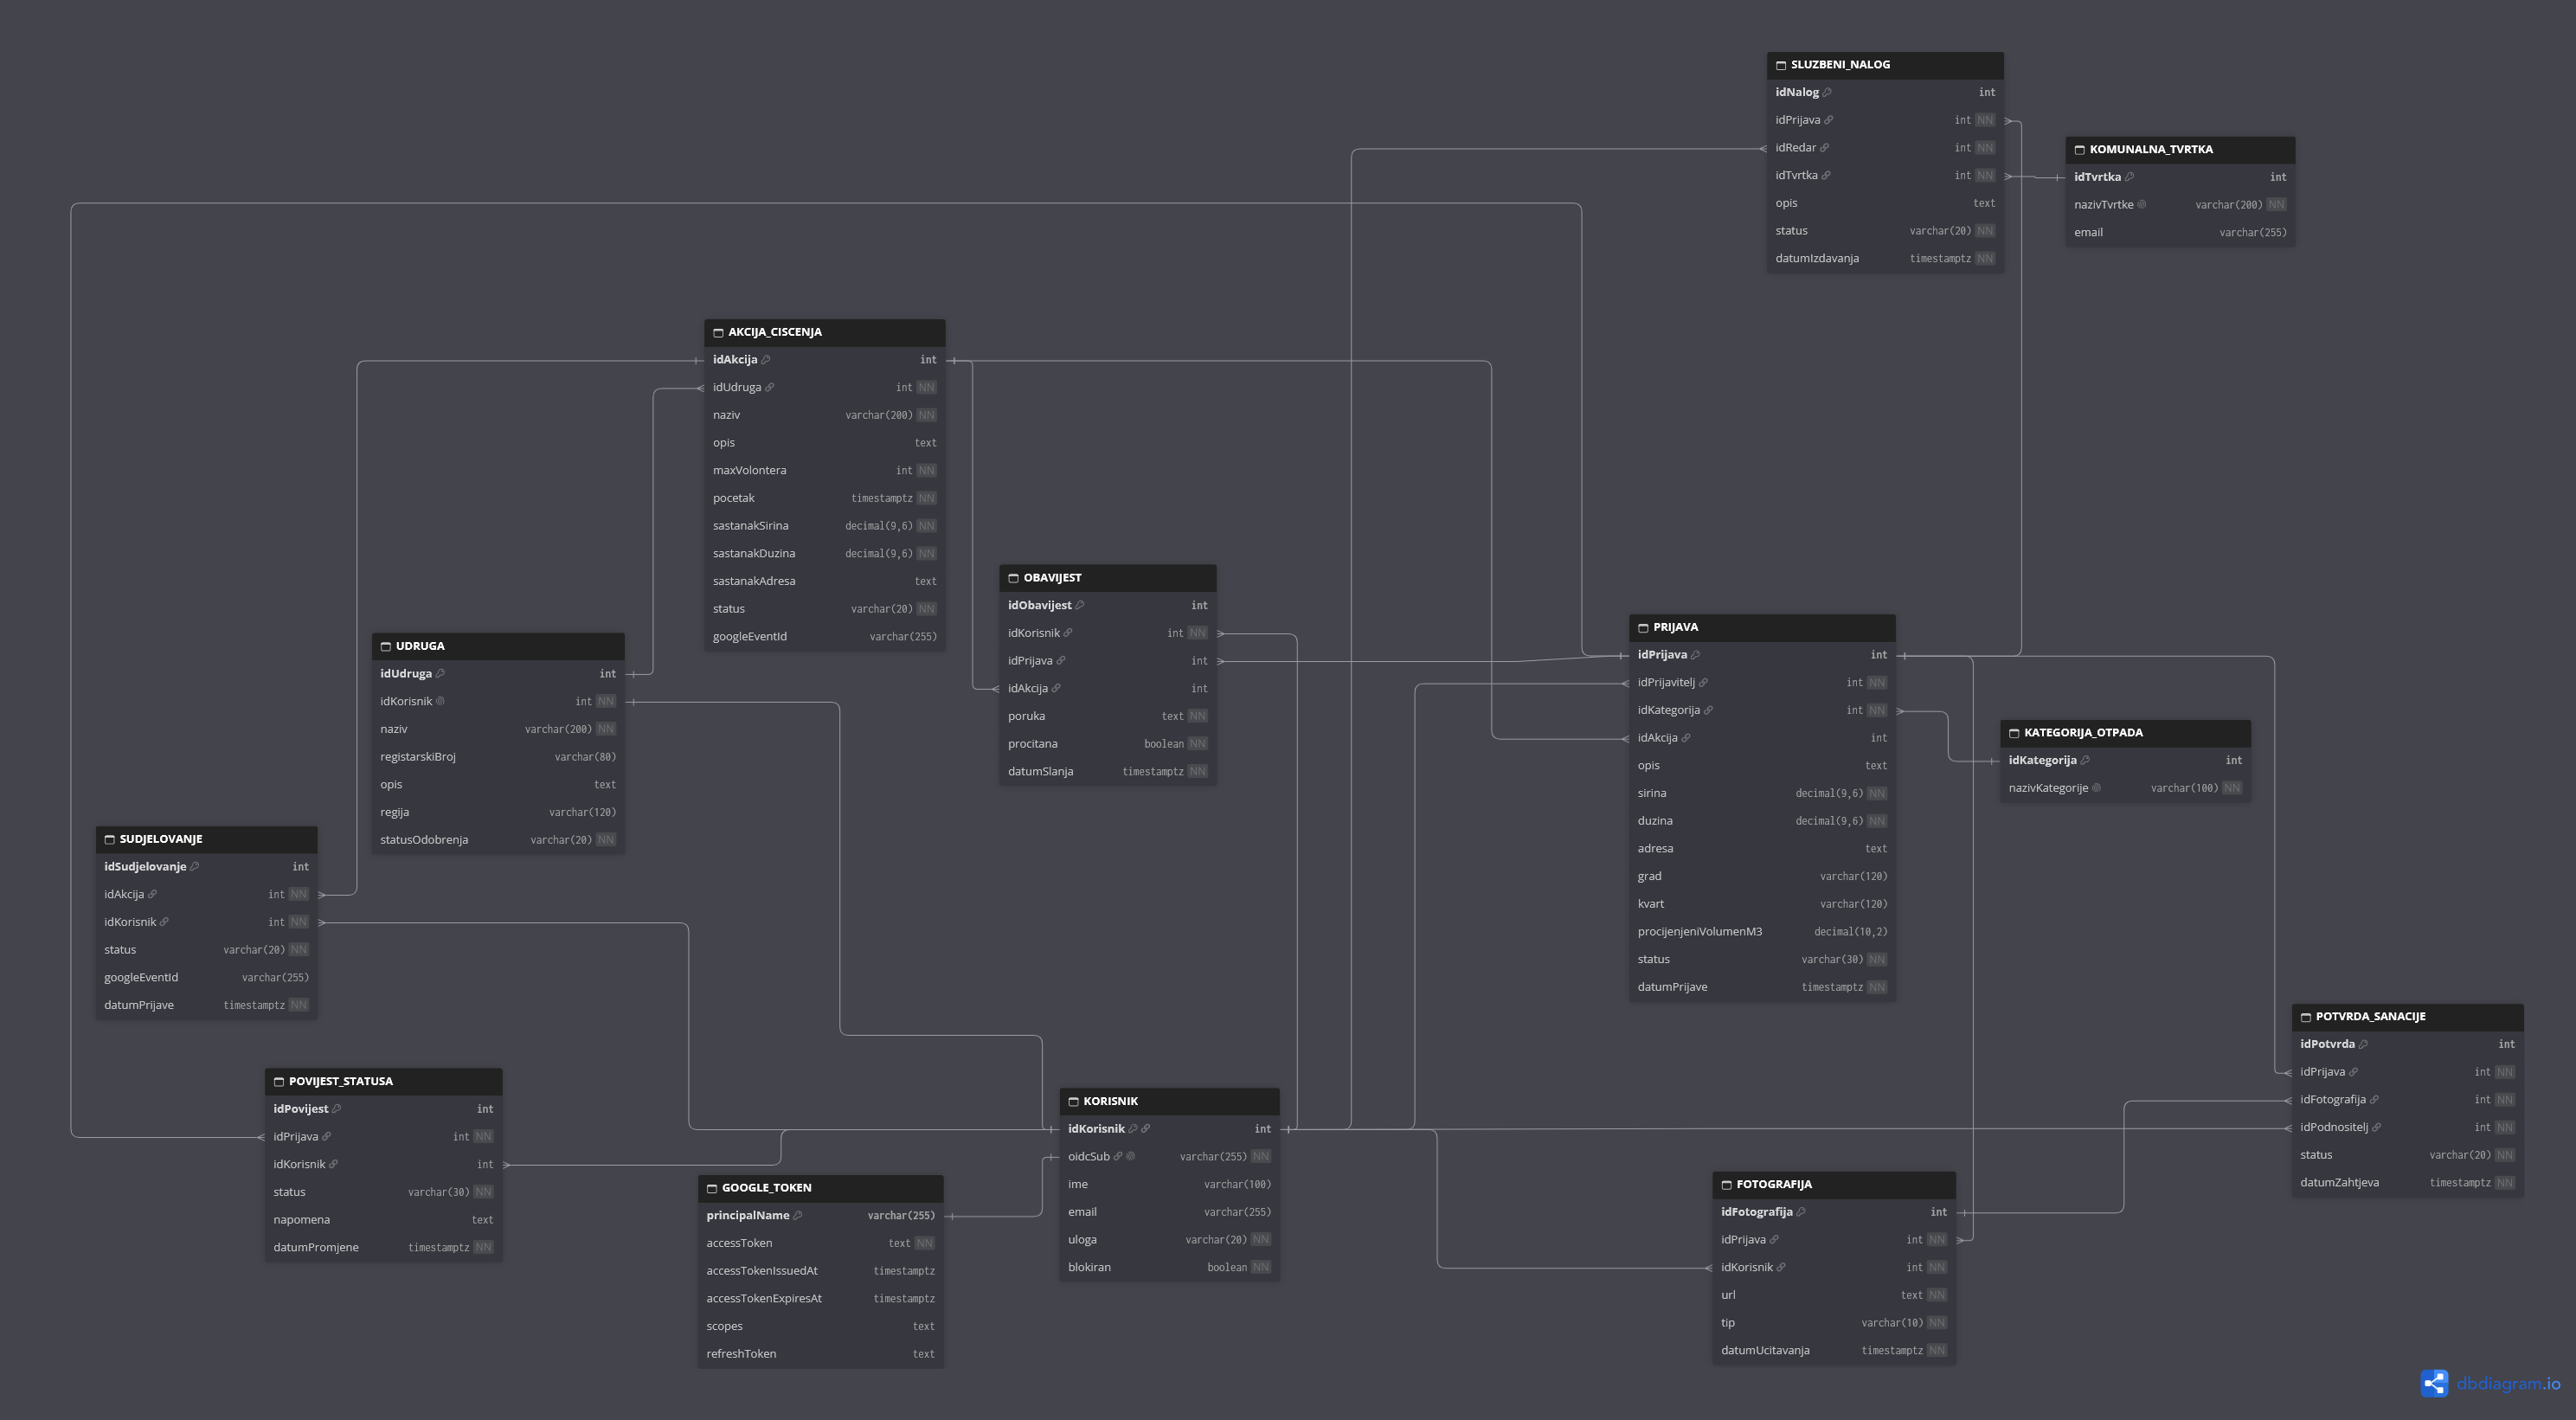 SLUZBENI_NALOG
idNalog int
idPrijava int NN
idRedar int NN
idTvrtka int NN
opis text
status varchar(20) NN
datumIzdavanja timestamptz NN
KOMUNALNA_TVRTKA
idTvrtka int
nazivTvrtke varchar(200) NN
email varchar(255)
AKCIJA_CISCENJA
idAkcija int
idUdruga int NN
naziv varchar(200) NN
opis text
maxVolontera int NN
pocetak timestamptz NN
sastanakSirina decimal(9,6) NN
sastanakDuzina decimal(9,6) NN
sastanakAdresa text
status varchar(20) NN
googleEventId varchar(255)
OBAVIJEST
idObavijest int
idKorisnik int NN
idPrijava int
idAkcija int
poruka text NN
procitana boolean NN
datumSlanja timestamptz NN
PRIJAVA
idPrijava int
idPrijavitelj int NN
idKategorija int NN
idAkcija int
opis text
sirina decimal(9,6) NN
duzina decimal(9,6) NN
adresa text
grad varchar(120)
kvart varchar(120)
procijenjeniVolumenM3 decimal(10,2)
status varchar(30) NN
datumPrijave timestamptz NN
UDRUGA
idUdruga int
idKorisnik int NN
naziv varchar(200) NN
registarskiBroj varchar(80)
opis text
regija varchar(120)
statusOdobrenja varchar(20) NN
KATEGORIJA_OTPADA
idKategorija int
nazivKategorije varchar(100) NN
SUDJELOVANJE
idSudjelovanje int
idAkcija int NN
idKorisnik int NN
status varchar(20) NN
googleEventId varchar(255)
datumPrijave timestamptz NN
POTVRDA_SANACIJE
idPotvrda int
idPrijava int NN
idFotografija int NN
idPodnositelj int NN
status varchar(20) NN
datumZahtjeva timestamptz NN
POVIJEST_STATUSA
idPovijest int
idPrijava int NN
idKorisnik int
status varchar(30) NN
napomena text
datumPromjene timestamptz NN
KORISNIK
idKorisnik int
oidcSub varchar(255) NN
ime varchar(100)
email varchar(255)
uloga varchar(20) NN
blokiran boolean NN
GOOGLE_TOKEN
principalName varchar(255)
accessToken text NN
accessTokenIssuedAt timestamptz
accessTokenExpiresAt timestamptz
scopes text
refreshToken text
FOTOGRAFIJA
idFotografija int
idPrijava int NN
idKorisnik int NN
url text NN
tip varchar(10) NN
datumUcitavanja timestamptz NN
dbdiagram.io